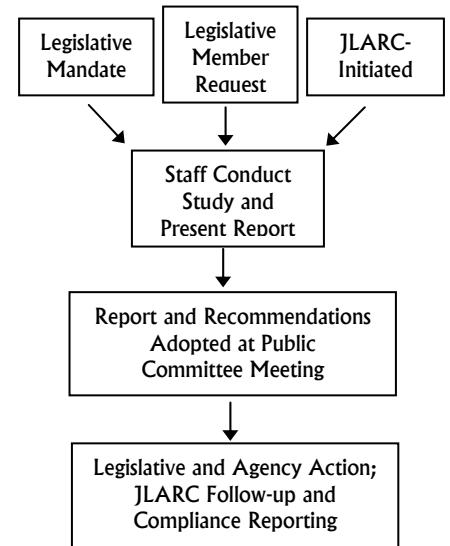 Legislative
Mandate
Legislative
Member
Request
JLARC-
Initiated
Staff Conduct
Study and
Present Report
Report and Recommendations
Adopted at Public
Committee Meeting
Legislative and Agency Action;
JLARC Follow-up and
Compliance Reporting